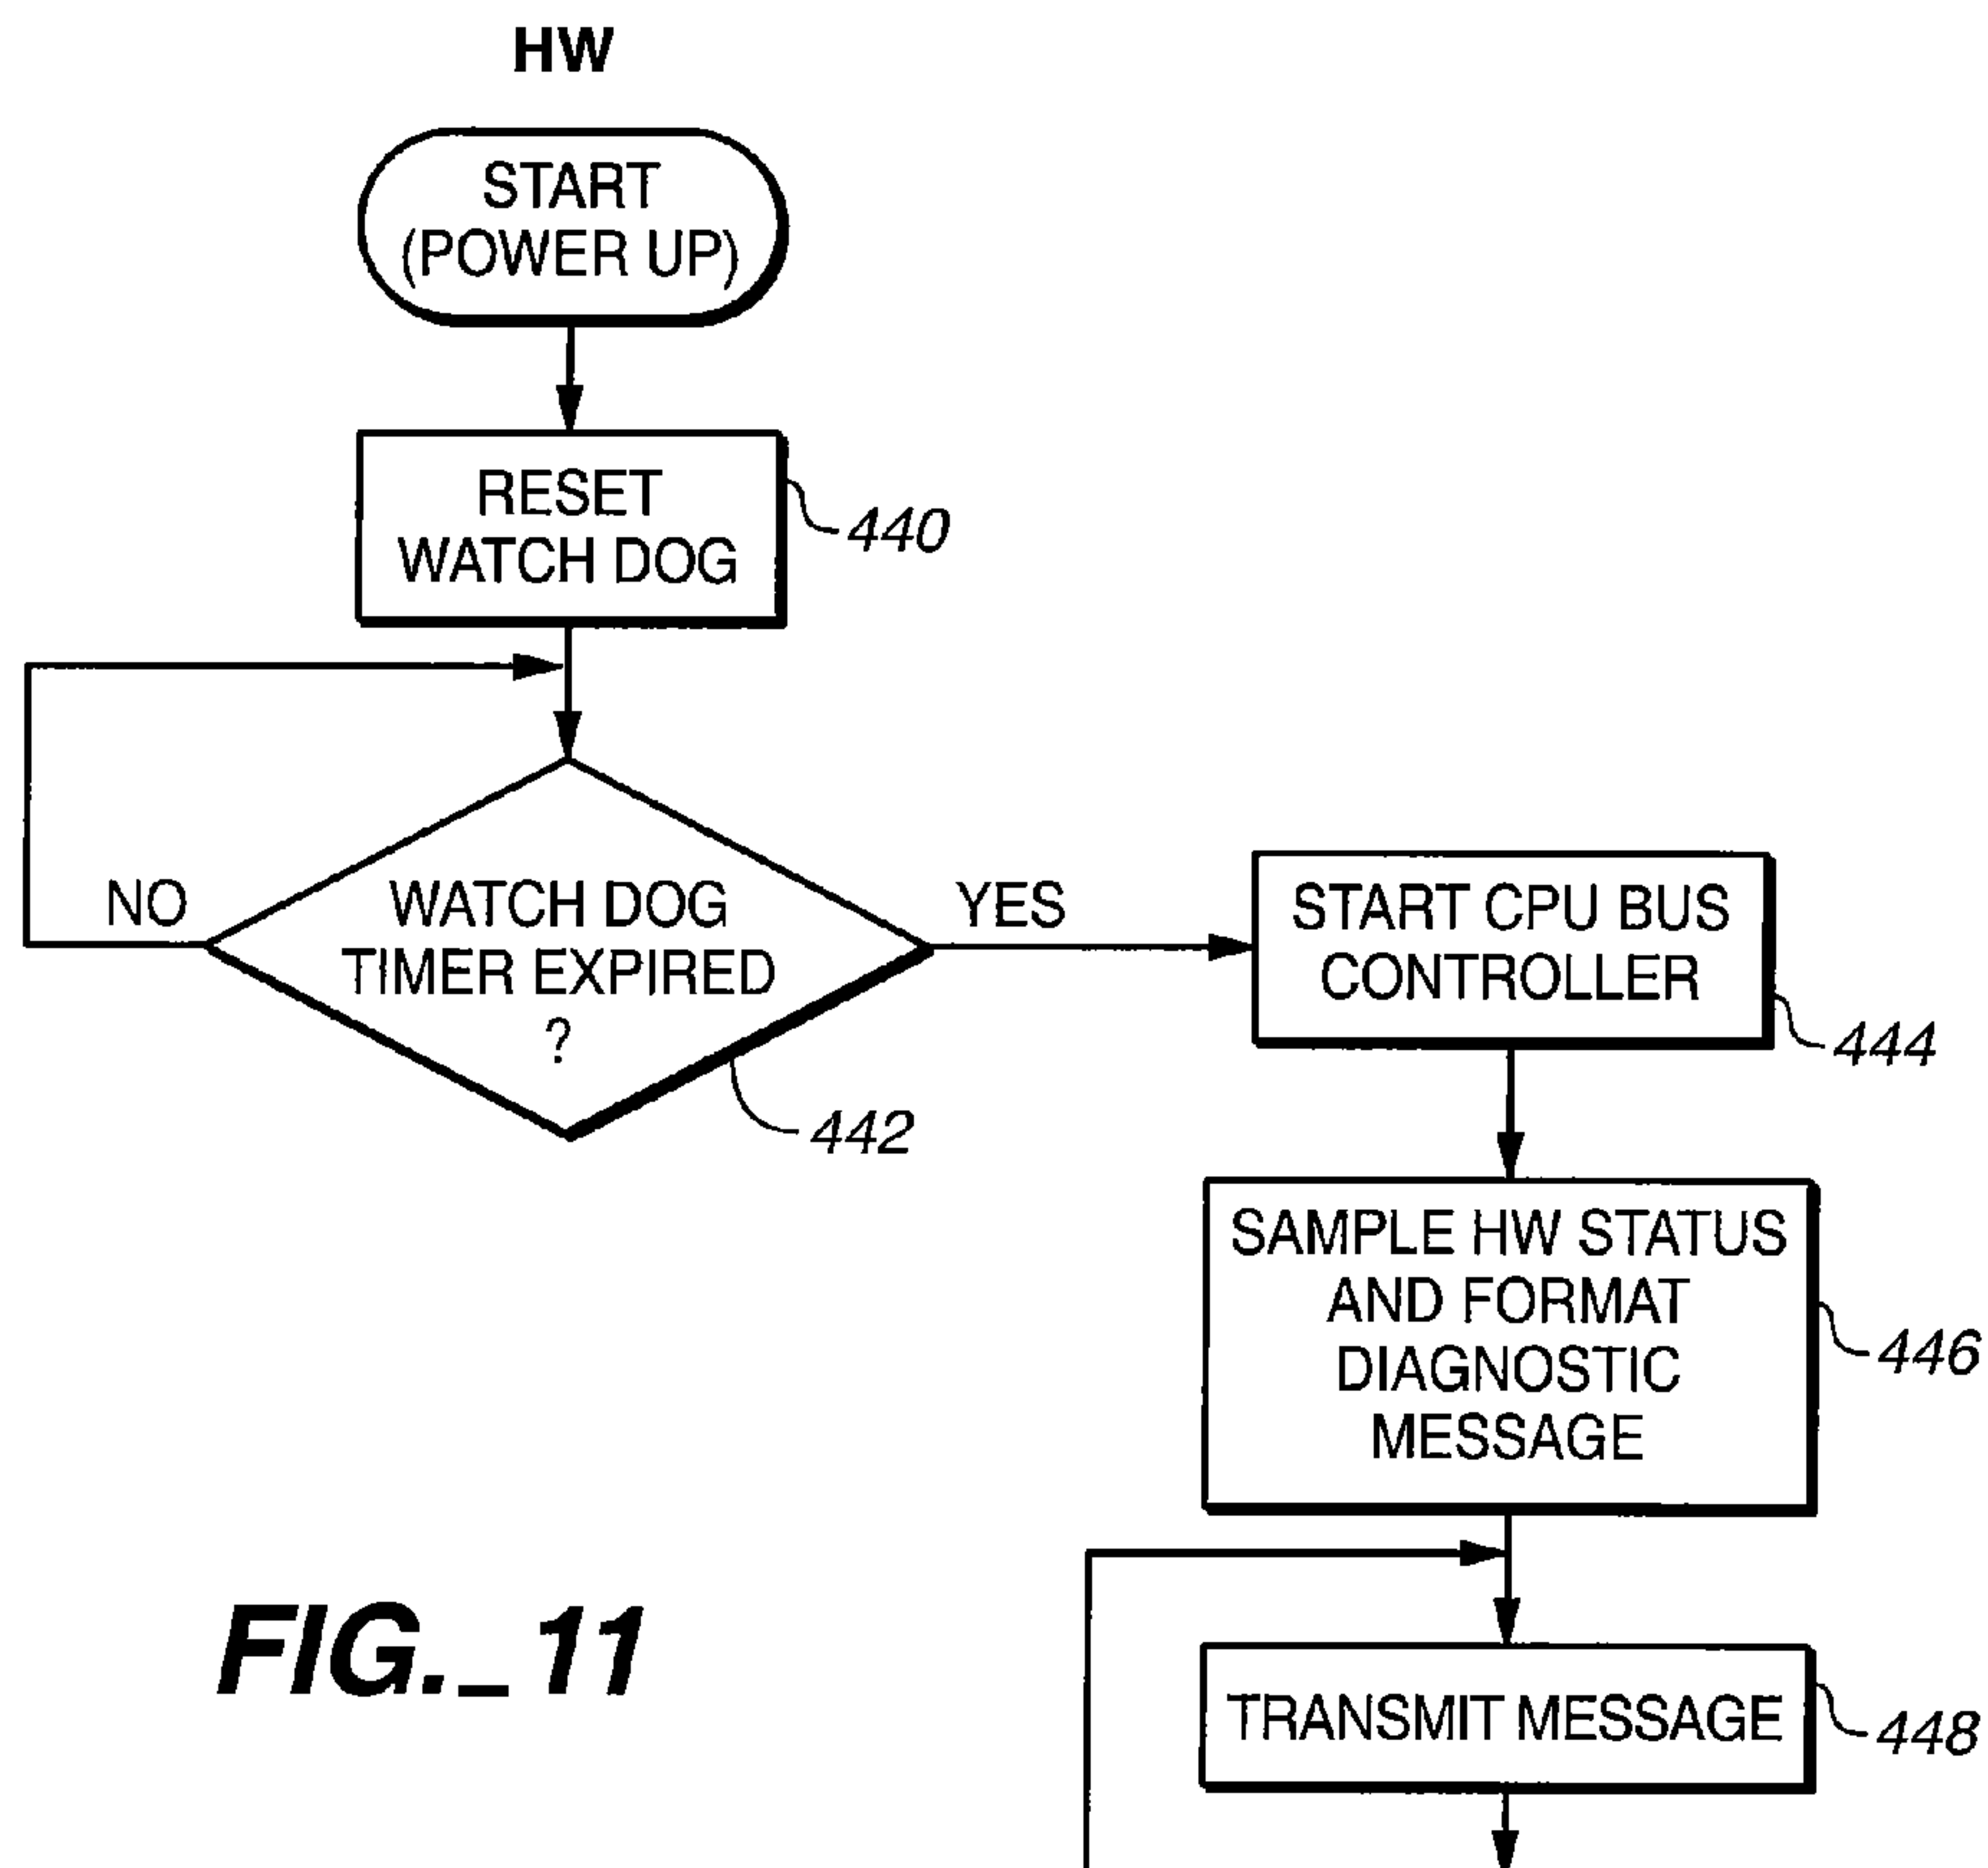 HW
START
(POWER UP)
RESET
WATCH DOG
440
NO
WATCH DOG
TIMER EXPIRED
?
442
YES
START CPU BUS
CONTROLLER
444
SAMPLE HW STATUS
AND FORMAT
DIAGNOSTIC
MESSAGE
446
TRANSMIT MESSAGE
448
FIG._11